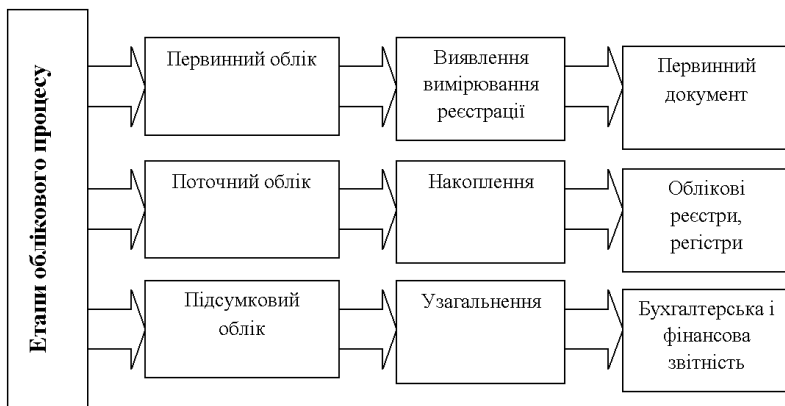 Етапи облікового процесу
Первинний облік
Виявлення
вимірювання
реєстрації
Первинний
документ
Поточний облік
Накоплення
Облікові
реєстри,
регістри
Підсумковий
облік
Узагальнення
Бухгалтерська і
фінансова
звітність